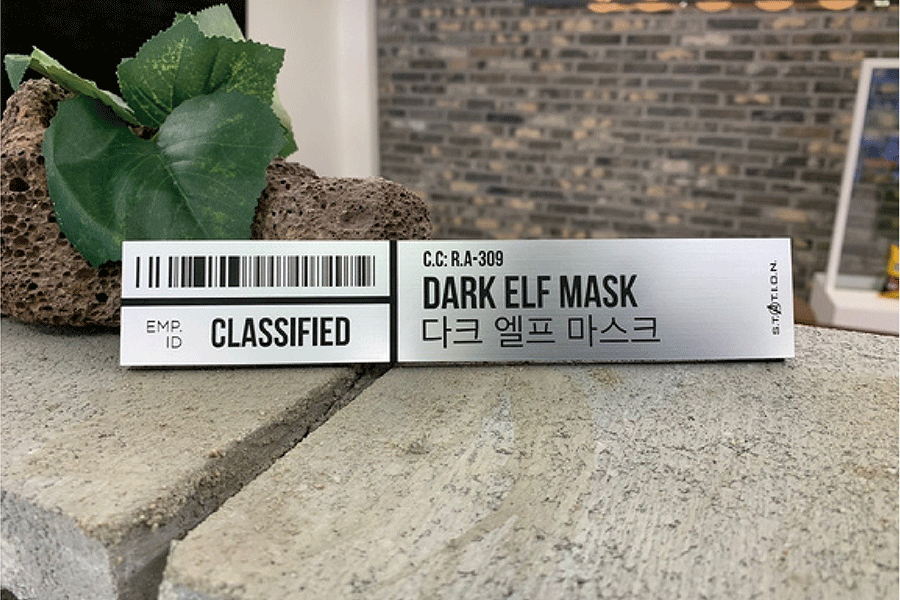 EMP.
ID
CLASSIFIED
C.C: R.A-309
DARK ELF MASK
다크 엘프 마스크
S.T.A.T.I.O.N.